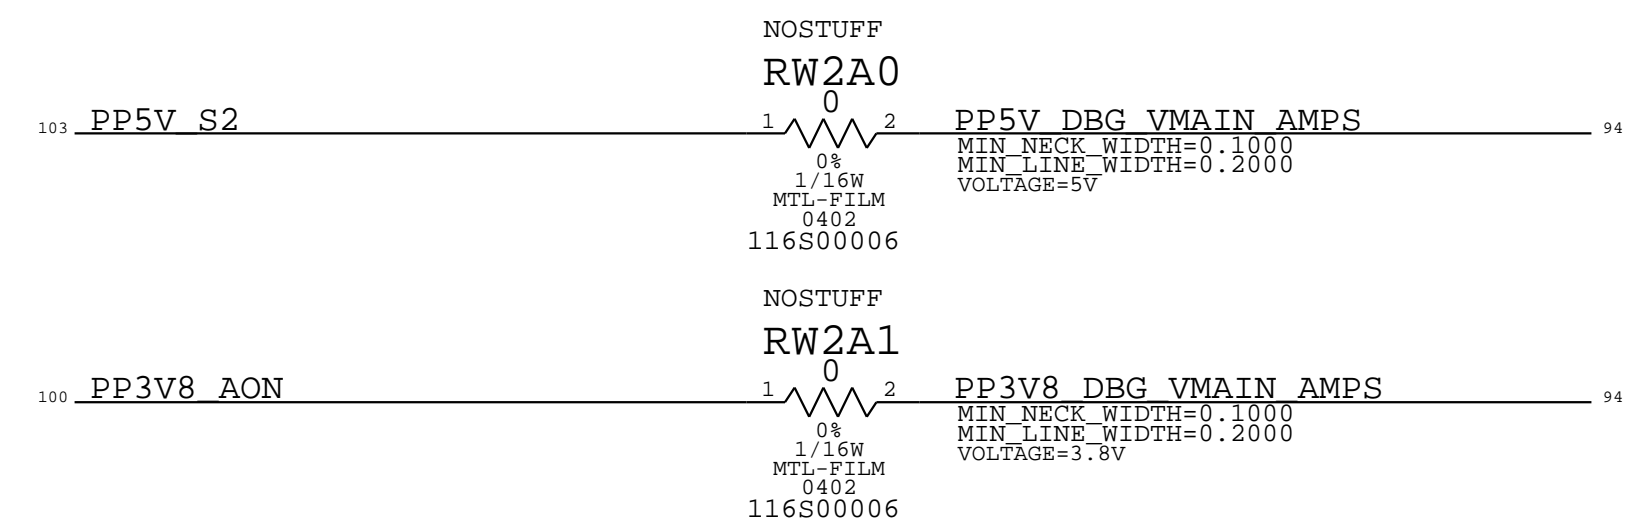 NOSTUFF
RW2A0
0
103 PP5V_S2 1 2 PP5V_DBG_VMAIN_AMPS 94
MIN_NECK_WIDTH=0.1000
0% MIN_LINE_WIDTH=0.2000
1/16W VOLTAGE=5V
MTL-FILM
0402
116S00006
NOSTUFF
RW2A1
0
100 PP3V8_AON 1 2 PP3V8_DBG_VMAIN_AMPS 94
MIN_NECK_WIDTH=0.1000
0% MIN_LINE_WIDTH=0.2000
1/16W VOLTAGE=3.8V
MTL-FILM
0402
116S00006